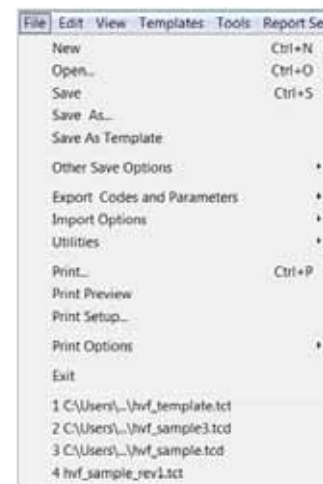 File Edit View Templates Tools Report Se
New Ctrl+N
Open... Ctrl+O
Save Ctrl+S
Save As...
Save As Template
Other Save Options
Export Codes and Parameters
Import Options
Utilities
Print... Ctrl+P
Print Preview
Print Setup...
Print Options
Exit
1 C:\Users\...\hvf_template.tct
2 C:\Users\...\hvf_sample3.tcd
3 C:\Users\...\hvf_sample.tcd
4 hvf_sample_rev1.tct